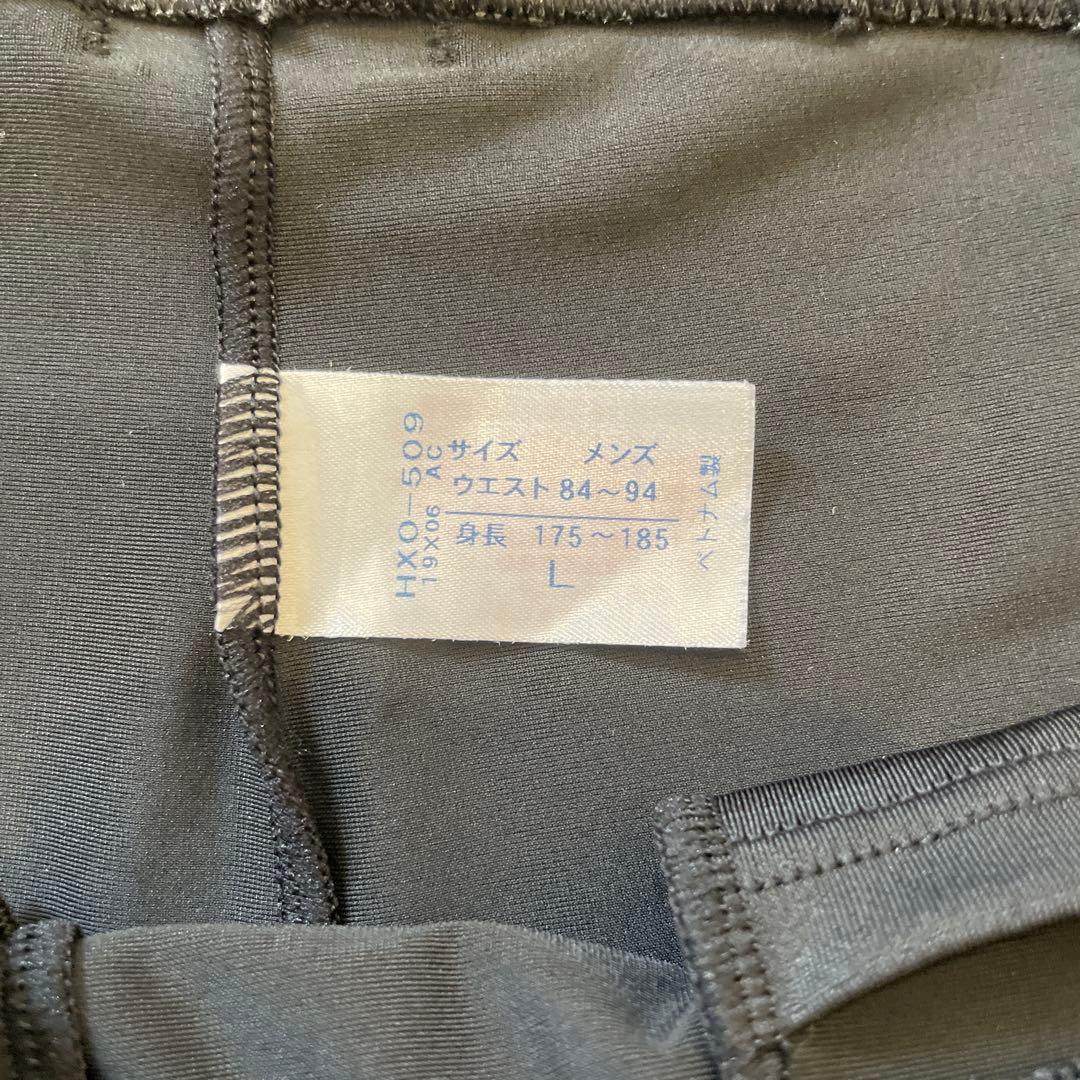 HXO-509
19X06 AC
サイズ メンズ
ウエスト 84～94
身長 175～185
L
ベトナム製